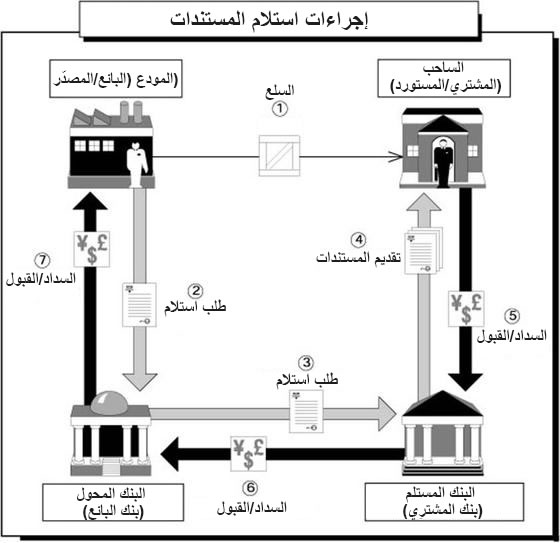 إجراءات استلام المستندات
المودع (البائع/المصدّر)
الساحب
(المشتري/المستورد)
السلع
①
④
تقديم المستندات
⑦
السداد/القبول
②
طلب استلام
⑤
السداد/القبول
③
طلب استلام
⑥
السداد/القبول
البنك المحول
(بنك البائع)
البنك المستلم
(بنك المشتري)
¥$£
¥$£
¥$£